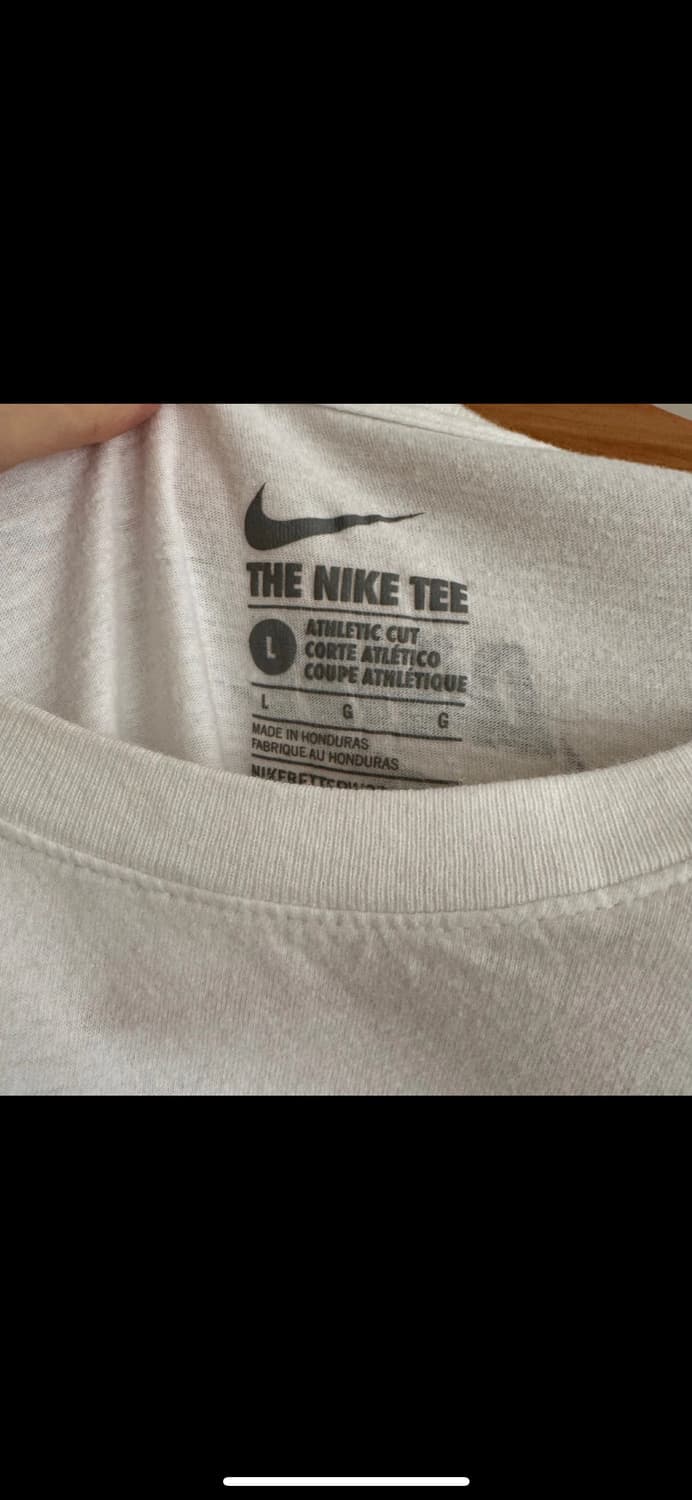 THE NIKE TEE
L
ATHLETIC CUT
CORTE ATLÉTICO
COUPE ATHLÉTIQUE
L G G
MADE IN HONDURAS
FABRIQUE AU HONDURAS